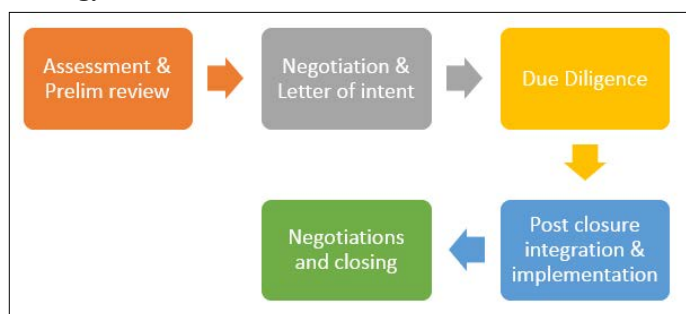 Assessment &
Prelim review
Negotiation &
Letter of intent
Due Diligence
Post closure
integration &
implementation
Negotiations
and closing